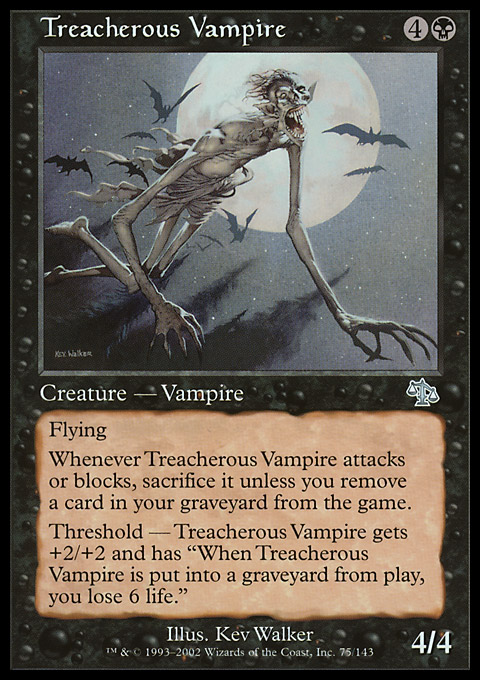 Treacherous Vampire 4
KEV WALKER
Creature — Vampire
Flying
Whenever Treacherous Vampire attacks
or blocks, sacrifice it unless you remove
a card in your graveyard from the game.
Threshold — Treacherous Vampire gets
+2/+2 and has “When Treacherous
Vampire is put into a graveyard from play,
you lose 6 life.”
Illus. Kev Walker
™ & © 1993–2002 Wizards of the Coast, Inc. 75/143
4/4